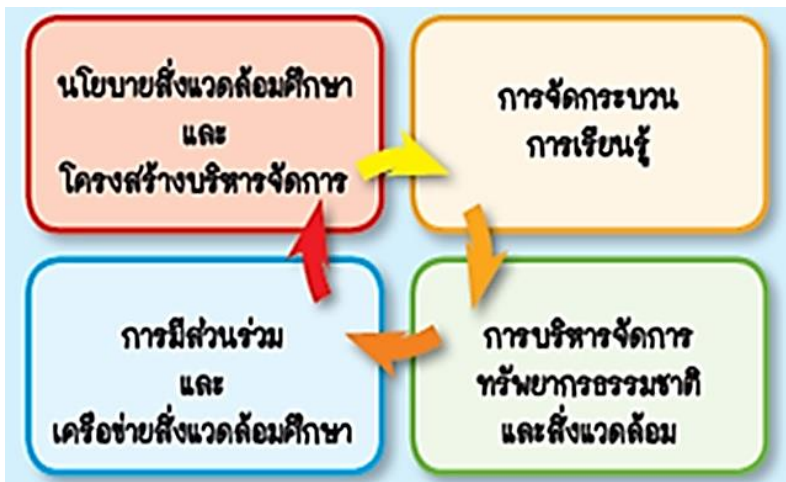 นโยบายสิ่งแวดล้อมศึกษา
และ
โครงสร้างบริหารจัดการ
การจัดกระบวน
การเรียนรู้
การมีส่วนร่วม
และ
เครือข่ายสิ่งแวดล้อมศึกษา
การบริหารจัดการ
ทรัพยากรธรรมชาติ
และสิ่งแวดล้อม